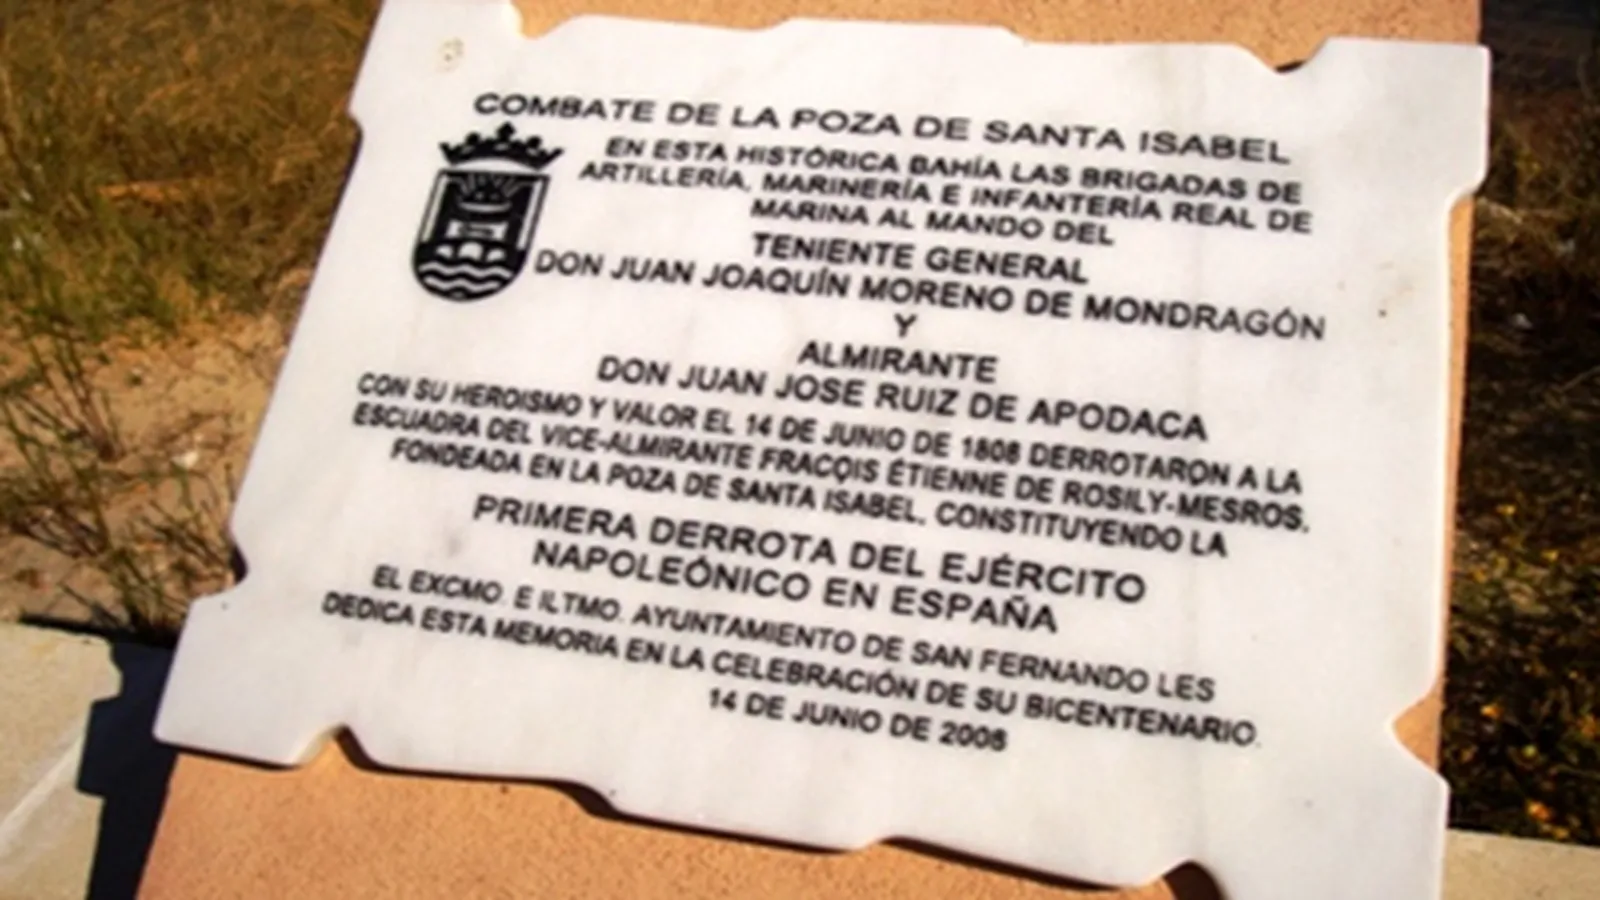 COMBATE DE LA POZA DE SANTA ISABEL
EN ESTA HISTÓRICA BAHÍA LAS BRIGADAS DE
ARTILLERÍA, MARINERÍA E INFANTERÍA REAL DE
MARINA AL MANDO DEL
TENIENTE GENERAL
DON JUAN JOAQUÍN MORENO DE MONDRAGÓN
Y
ALMIRANTE
DON JUAN JOSE RUIZ DE APODACA
CON SU HEROISMO Y VALOR EL 14 DE JUNIO DE 1808 DERROTARON A LA
ESCUADRA DEL VICE-ALMIRANTE FRACÇIS ÉTIENNE DE ROSILY-MESROS,
FONDEADA EN LA POZA DE SANTA ISABEL, CONSTITUYENDO LA
PRIMERA DERROTA DEL EJÉRCITO
NAPOLEÓNICO EN ESPAÑA
EL EXCMO. E ILTMO. AYUNTAMIENTO DE SAN FERNANDO LES
DEDICA ESTA MEMORIA EN LA CELEBRACIÓN DE SU BICENTENARIO.
14 DE JUNIO DE 2008